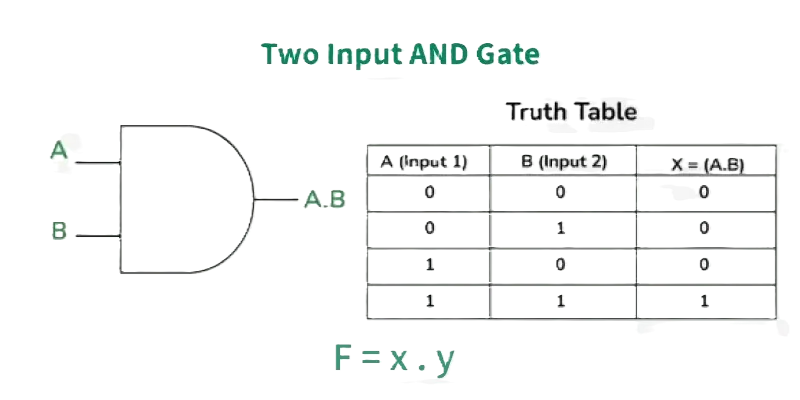 Two Input AND Gate
Truth Table
A
B
A.B
A (Input 1) B (Input 2) X = (A.B)
0 0 0
0 1 0
1 0 0
1 1 1
F = x . y